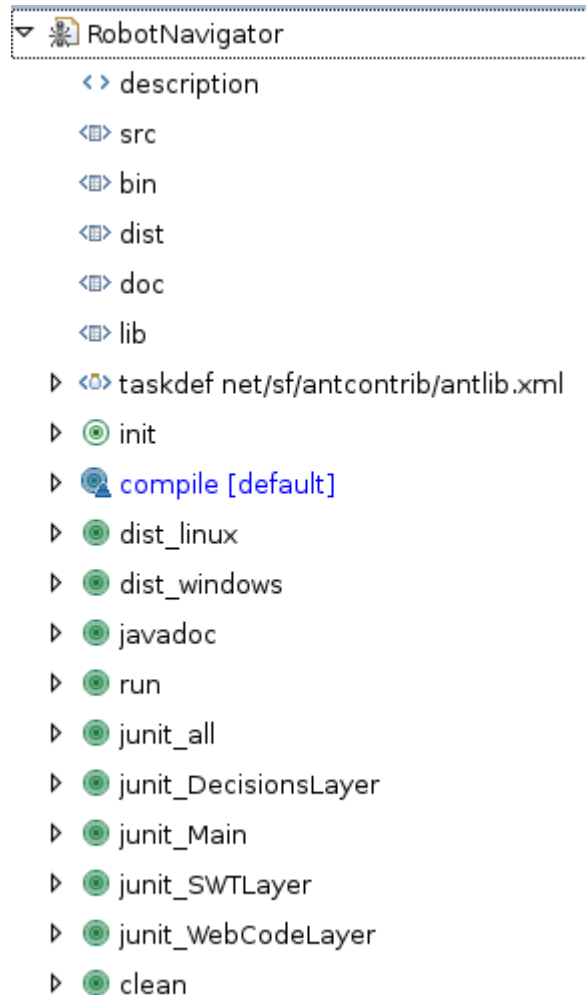 RobotNavigator
description
src
bin
dist
doc
lib
taskdef net/sf/antcontrib/antlib.xml
init
compile [default]
dist_linux
dist_windows
javadoc
run
junit_all
junit_DecisionsLayer
junit_Main
junit_SWTLayer
junit_WebCodeLayer
clean